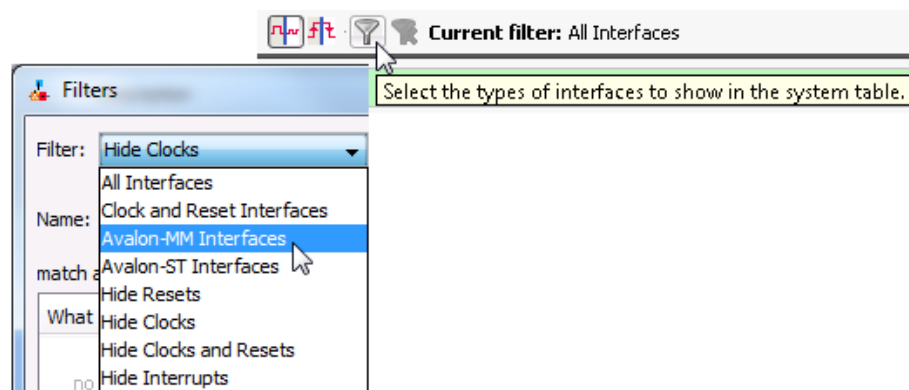 Current filter: All Interfaces
Select the types of interfaces to show in the system table.
Filters
Filter: Hide Clocks
All Interfaces
Clock and Reset Interfaces
Name:
Avalon-MM Interfaces
Avalon-ST Interfaces
match a
Hide Resets
What
Hide Clocks
Hide Clocks and Resets
no
Hide Interrupts